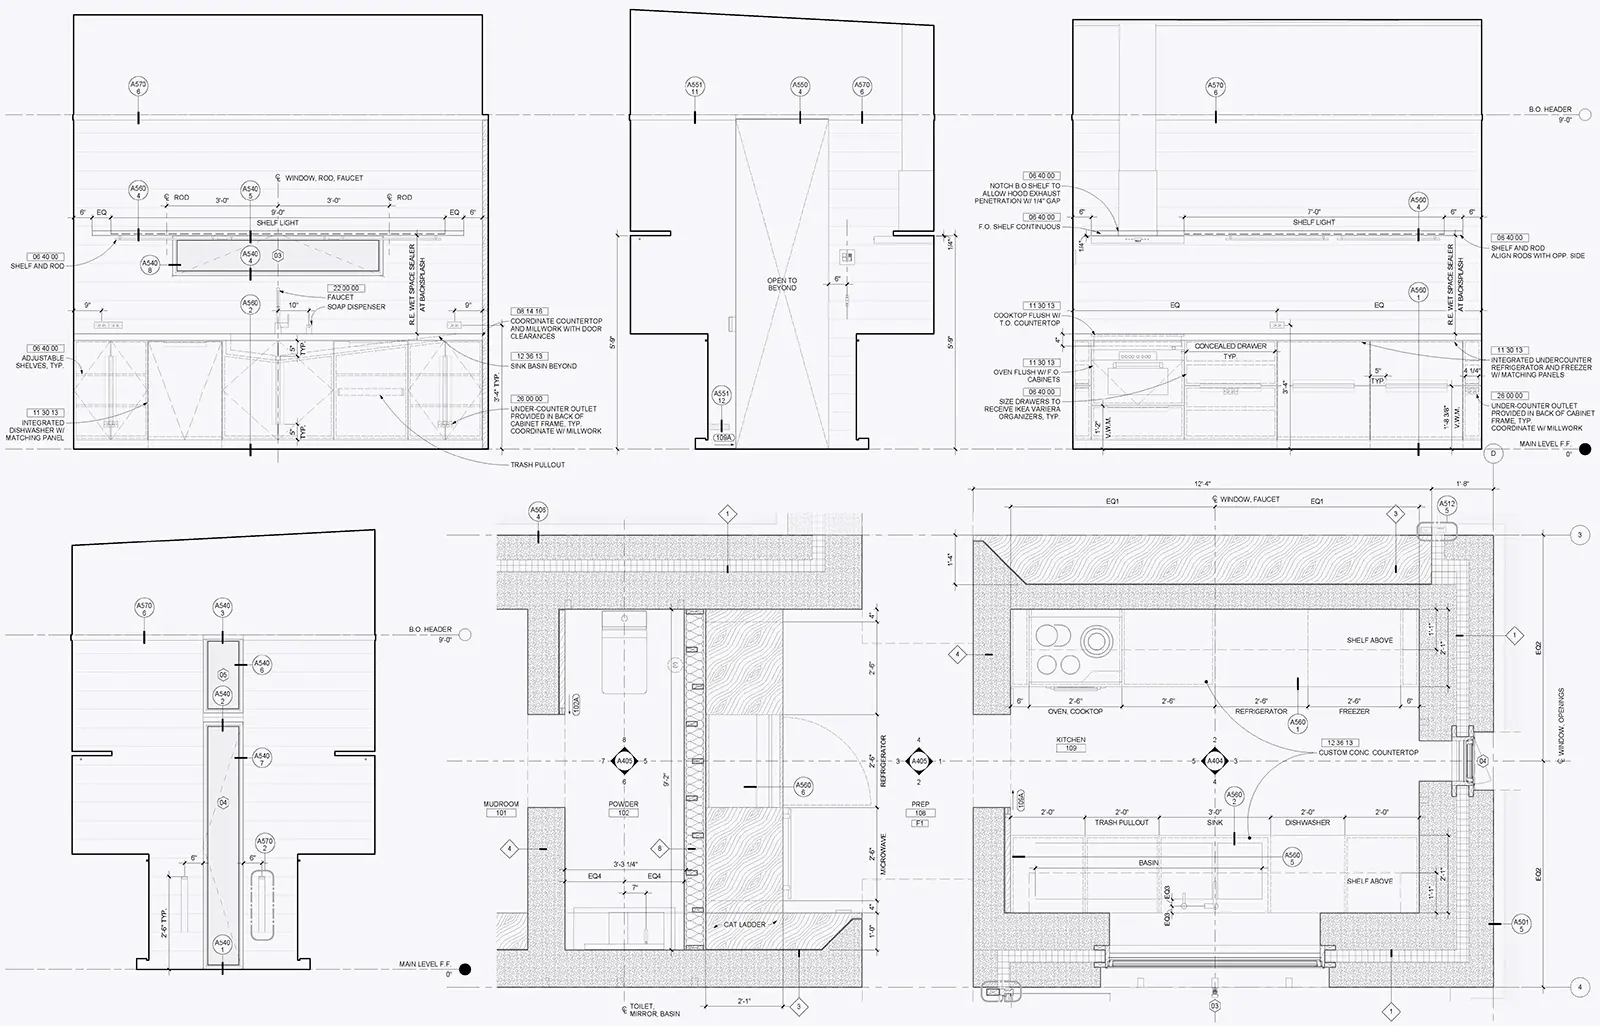 A570
6
A560
4
A540
5
℄ WINDOW, ROD, FAUCET
℄ ROD
℄ ROD
6"
EQ
3'-0"
9'-0"
3'-0"
EQ
6"
SHELF LIGHT
06 40 00
SHELF AND ROD
A540
8
A540
4
03
R.E. WET SPACE SEALER
AT BACKSPLASH
22 00 00
FAUCET
SOAP DISPENSER
A560
2
9"
10"
9"
08 14 16
COORDINATE COUNTERTOP
AND MILLWORK WITH DOOR
CLEARANCES
12 36 13
SINK BASIN BEYOND
06 40 00
ADJUSTABLE
SHELVES, TYP.
5"
TYP.
3'-4" TYP.
26 00 00
UNDER-COUNTER OUTLET
PROVIDED IN BACK OF
CABINET FRAME, TYP.
COORDINATE W/ MILLWORK
11 30 13
INTEGRATED
DISHWASHER W/
MATCHING PANEL
5"
TYP.
TRASH PULLOUT
A551
11
A550
4
A570
6
1/4"
OPEN TO
BEYOND
6"
5'-9"
5'-9"
A551
12
109A
A570
6
B.O. HEADER
9'-0"
06 40 00
NOTCH B.O SHELF TO
ALLOW HOOD EXHAUST
PENETRATION W/ 1/4" GAP
06 40 00
F.O. SHELF CONTINUOUS
6"
7'-0"
SHELF LIGHT
A500
4
6"
6"
1/4"
06 40 00
SHELF AND ROD
ALIGN RODS WITH OPP. SIDE
R.E. WET SPACE SEALER
AT BACKSPLASH
A560
1
EQ
EQ
11 30 13
COOKTOP FLUSH W/
T.O. COUNTERTOP
4"
CONCEALED DRAWER
TYP.
11 30 13
INTEGRATED UNDERCOUNTER
REFRIGERATOR AND FREEZER
W/ MATCHING PANELS
11 30 13
OVEN FLUSH W/ F.O.
CABINETS
5"
TYP.
4 1/4"
06 40 00
SIZE DRAWERS TO
RECEIVE IKEA VARIERA
ORGANIZERS, TYP.
3'-4"
1'-2"
V.W.M.
1'-8 3/8"
V.W.M.
26 00 00
UNDER-COUNTER OUTLET
PROVIDED IN BACK OF CABINET
FRAME, TYP.
COORDINATE W/ MILLWORK
MAIN LEVEL F.F.
0'
D
A570
6
A540
3
B.O. HEADER
9'-0"
A540
6
05
A540
2
A540
7
04
A570
2
6"
6"
2'-6" TYP.
A540
1
MAIN LEVEL F.F.
0'
A506
4
1
4"
102A
2'-6"
8
7
A405
5
6
9'-2"
2'-6"
REFRIGERATOR
A560
6
MUDROOM
101
POWDER
102
4
8
3'-3 1/4"
EQ4
EQ4
7"
2'-6"
MICROWAVE
4"
CAT LADDER
1'-0"
2'-1"
3
℄ TOILET,
MIRROR, BASIN
4
3
A405
1
2
PREP
108
F1
12'-4"
1'-8"
EQ1
℄ WINDOW, FAUCET
EQ1
3
A512
5
3
1'-4"
SHELF ABOVE
1'-1"
2'-1"
1
EQ2
4
6"
2'-6"
2'-6"
2'-6"
2'-6"
6"
OVEN, COOKTOP
REFRIGERATOR
FREEZER
A560
1
KITCHEN
109
2
5
A404
3
4
12 36 13
CUSTOM CONC. COUNTERTOP
℄ WINDOW, OPENINGS
04
109A
A560
2
2'-0"
2'-0"
3'-0"
2'-0"
2'-0"
TRASH PULLOUT
SINK
DISHWASHER
BASIN
A560
5
SHELF ABOVE
1'-1"
2'-1"
EQ3
EQ3
EQ2
A501
5
1
4
03